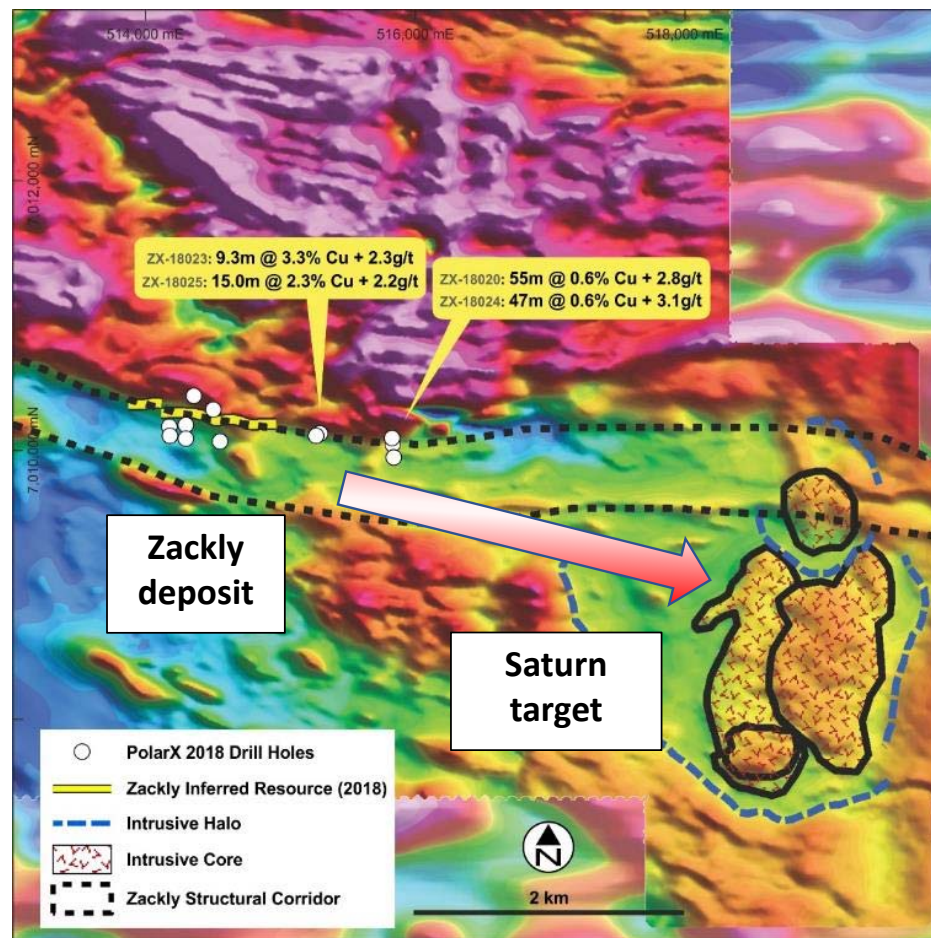 514,000 mE
516,000 mE
518,000 mE
7,012,000 mN
ZX-18023: 9.3m @ 3.3% Cu + 2.3g/t
ZX-18025: 15.0m @ 2.3% Cu + 2.2g/t
ZX-18020: 55m @ 0.6% Cu + 2.8g/t
ZX-18024: 47m @ 0.6% Cu + 3.1g/t
7,010,000 mN
Zackly
deposit
Saturn
target
PolarX 2018 Drill Holes
Zackly Inferred Resource (2018)
Intrusive Halo
Intrusive Core
Zackly Structural Corridor
N
2 km